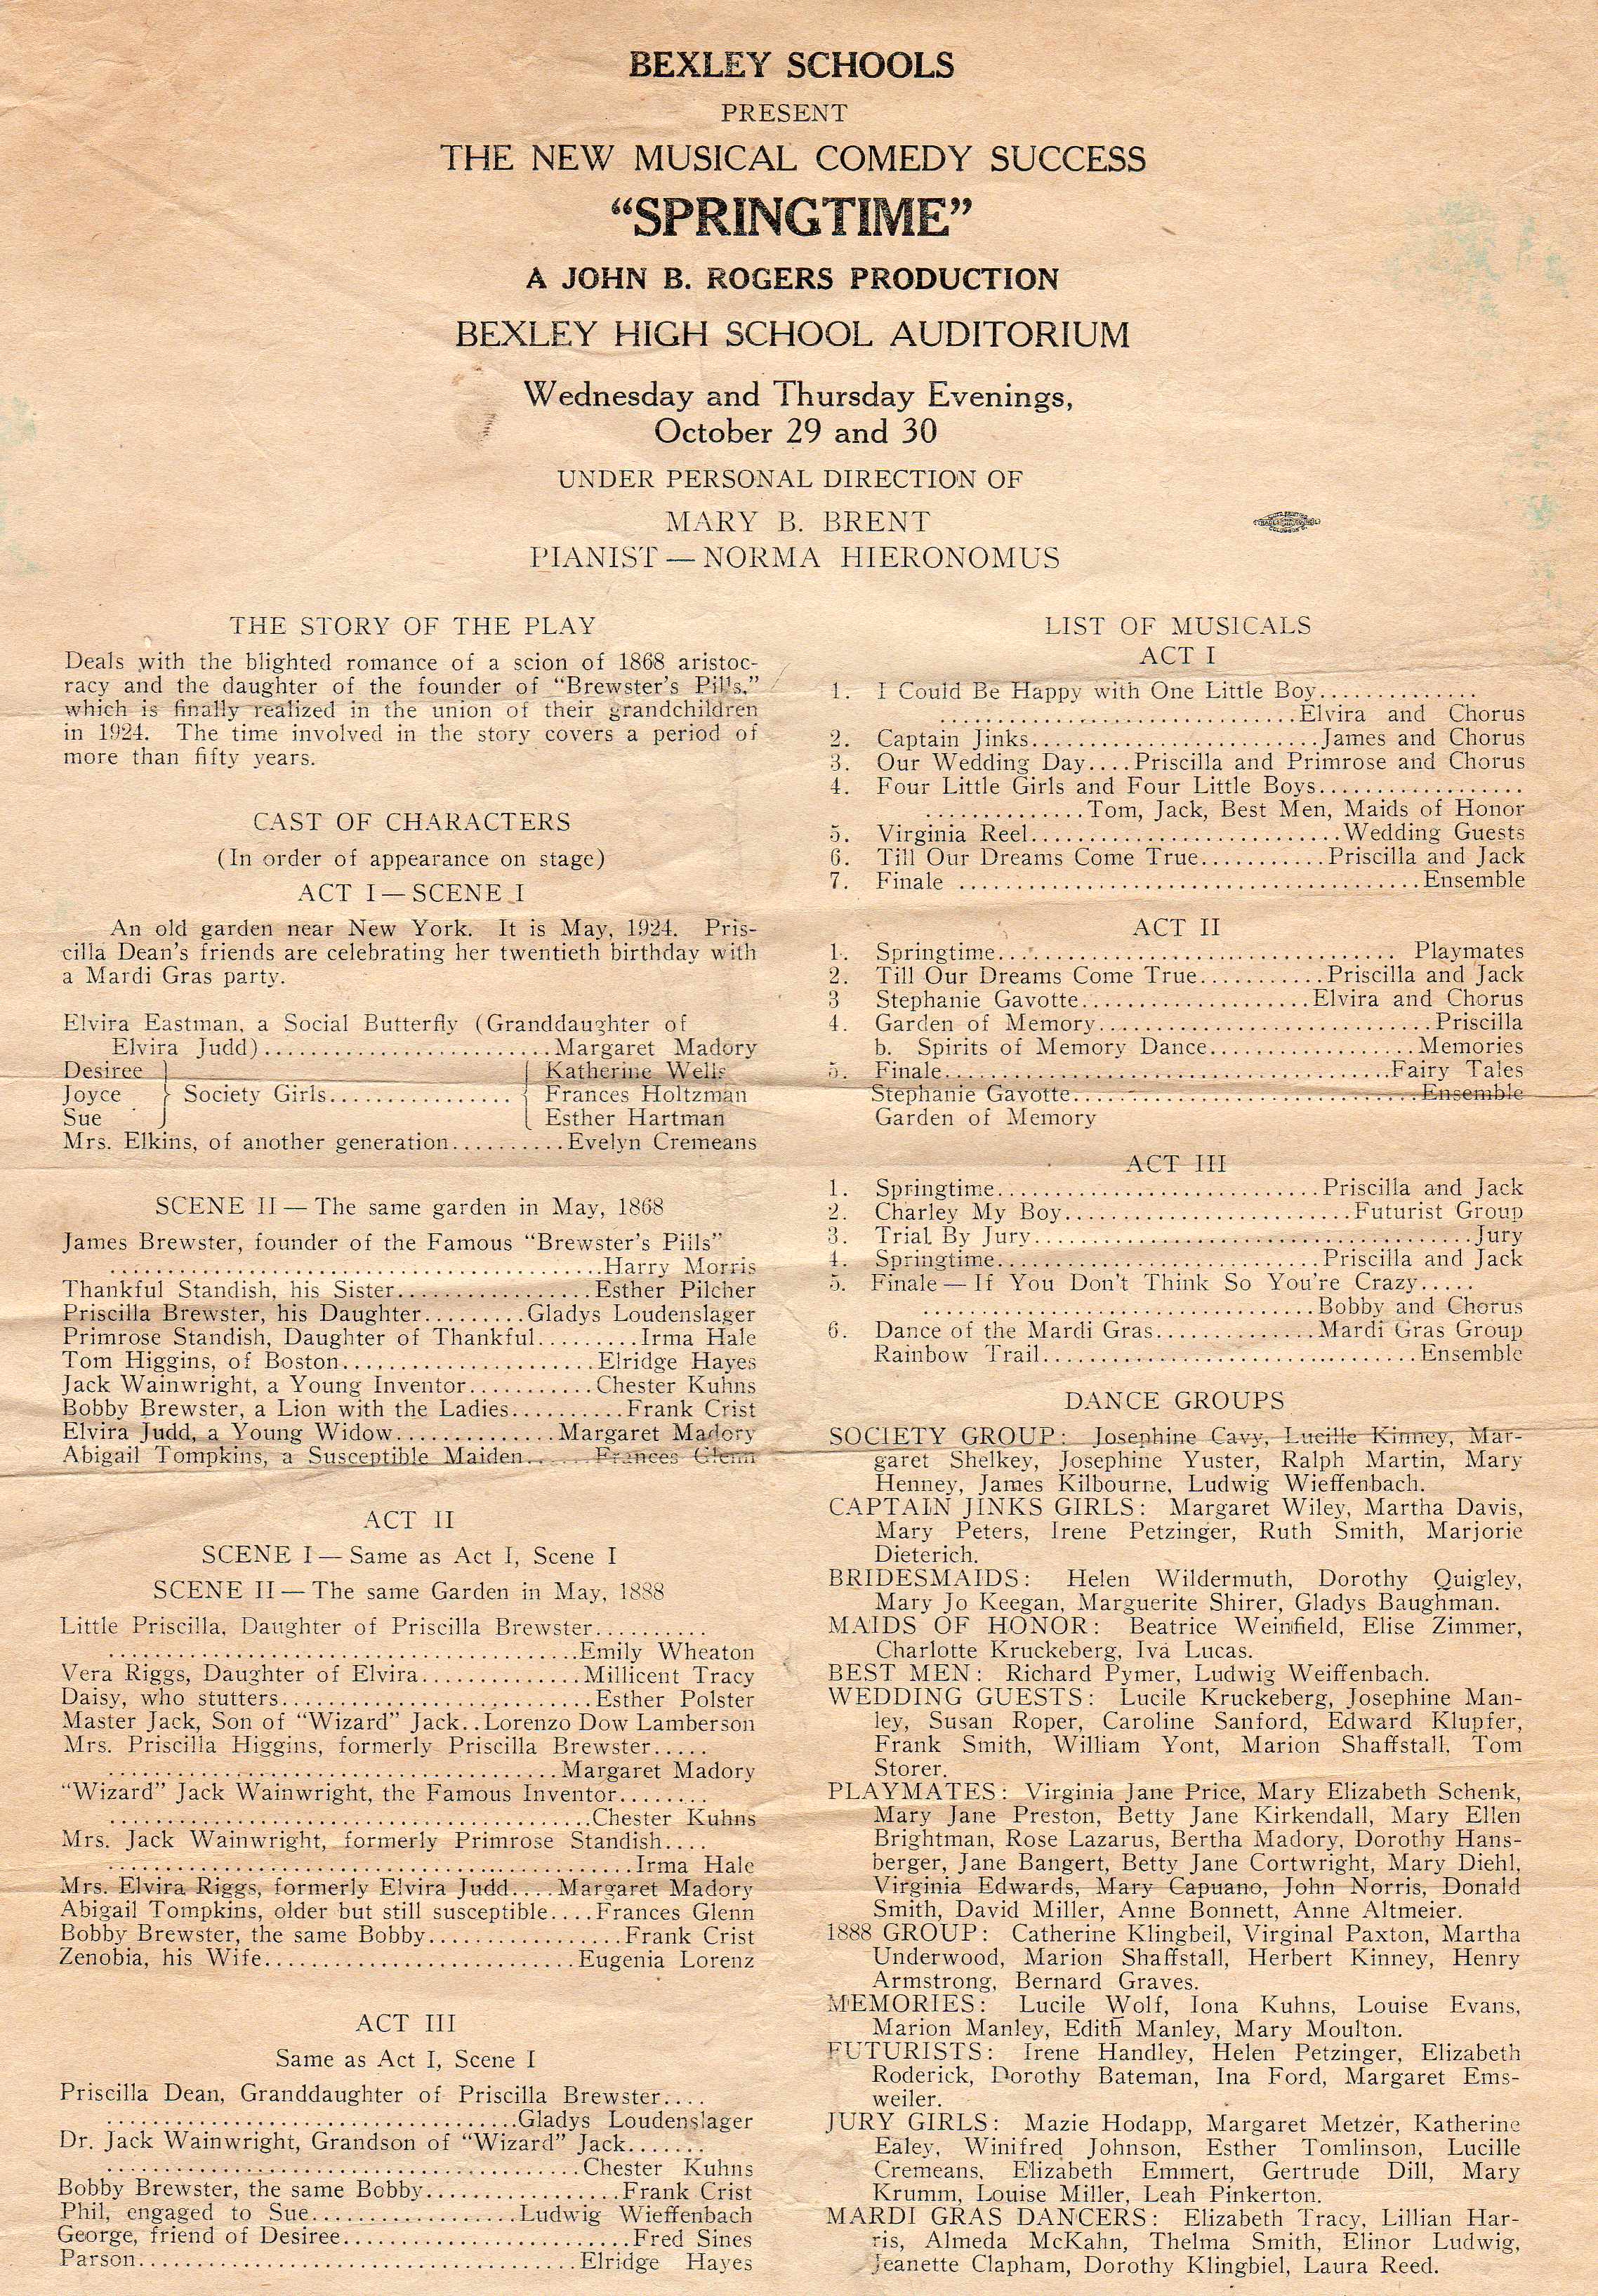 BEXLEY SCHOOLS
PRESENT
THE NEW MUSICAL COMEDY SUCCESS
“SPRINGTIME”
A JOHN B. ROGERS PRODUCTION
BEXLEY HIGH SCHOOL AUDITORIUM
Wednesday and Thursday Evenings,
October 29 and 30
UNDER PERSONAL DIRECTION OF
MARY B. BRENT
PIANIST — NORMA HIERONOMUS
THE STORY OF THE PLAY
Deals with the blighted romance of a scion of 1868 aristoc-
racy and the daughter of the founder of “Brewster's Pills,”
which is finally realized in the union of their grandchildren
in 1924. The time involved in the story covers a period of
more than fifty years.
CAST OF CHARACTERS
(In order of appearance on stage)
ACT I — SCENE I
An old garden near New York. It is May, 1924. Pris-
cilla Dean's friends are celebrating her twentieth birthday with
a Mardi Gras party.
Elvira Eastman, a Social Butterfly (Granddaughter of
Elvira Judd)..........Margaret Madory
Desiree } { Katherine Wells
Joyce } Society Girls.......... { Frances Holtzman
Sue } { Esther Hartman
Mrs. Elkins, of another generation..........Evelyn Cremeans
SCENE II — The same garden in May, 1868
James Brewster, founder of the Famous “Brewster's Pills”
..........Harry Morris
Thankful Standish, his Sister..........Esther Pilcher
Priscilla Brewster, his Daughter..........Gladys Loudenslager
Primrose Standish, Daughter of Thankful..........Irma Hale
Tom Higgins, of Boston..........Elridge Hayes
Jack Wainwright, a Young Inventor..........Chester Kuhns
Bobby Brewster, a Lion with the Ladies..........Frank Crist
Elvira Judd, a Young Widow..........Margaret Madory
Abigail Tompkins, a Susceptible Maiden......Frances Glenn
ACT II
SCENE I — Same as Act I, Scene I
SCENE II — The same Garden in May, 1888
Little Priscilla, Daughter of Priscilla Brewster..........
..........Emily Wheaton
Vera Riggs, Daughter of Elvira..........Millicent Tracy
Daisy, who stutters..........Esther Polster
Master Jack, Son of “Wizard” Jack..Lorenzo Dow Lamberson
Mrs. Priscilla Higgins, formerly Priscilla Brewster.....
..........Margaret Madory
“Wizard” Jack Wainwright, the Famous Inventor........
..........Chester Kuhns
Mrs. Jack Wainwright, formerly Primrose Standish....
..........Irma Hale
Mrs. Elvira Riggs, formerly Elvira Judd....Margaret Madory
Abigail Tompkins, older but still susceptible....Frances Glenn
Bobby Brewster, the same Bobby..........Frank Crist
Zenobia, his Wife..........Eugenia Lorenz
ACT III
Same as Act I, Scene I
Priscilla Dean, Granddaughter of Priscilla Brewster....
..........Gladys Loudenslager
Dr. Jack Wainwright, Grandson of “Wizard” Jack.......
..........Chester Kuhns
Bobby Brewster, the same Bobby..........Frank Crist
Phil, engaged to Sue..........Ludwig Wieffenbach
George, friend of Desiree..........Fred Sines
Parson..........Elridge Hayes
LIST OF MUSICALS
ACT I
1. I Could Be Happy with One Little Boy..........
..........Elvira and Chorus
2. Captain Jinks..........James and Chorus
3. Our Wedding Day....Priscilla and Primrose and Chorus
4. Four Little Girls and Four Little Boys..........
..........Tom, Jack, Best Men, Maids of Honor
5. Virginia Reel..........Wedding Guests
6. Till Our Dreams Come True..........Priscilla and Jack
7. Finale ..........Ensemble
ACT II
1. Springtime.......... Playmates
2. Till Our Dreams Come True..........Priscilla and Jack
3 Stephanie Gavotte..........Elvira and Chorus
4. Garden of Memory..........Priscilla
b. Spirits of Memory Dance..........Memories
5. Finale..........Fairy Tales
Stephanie Gavotte..........Ensemble
Garden of Memory
ACT III
1. Springtime..........Priscilla and Jack
2. Charley My Boy..........Futurist Group
3. Trial By Jury..........Jury
4. Springtime..........Priscilla and Jack
5. Finale — If You Don't Think So You're Crazy.....
..........Bobby and Chorus
6. Dance of the Mardi Gras..........Mardi Gras Group
Rainbow Trail..........Ensemble
DANCE GROUPS
SOCIETY GROUP: Josephine Cavy, Lucille Kinney, Mar-
garet Shelkey, Josephine Yuster, Ralph Martin, Mary
Henney, James Kilbourne, Ludwig Wieffenbach.
CAPTAIN JINKS GIRLS: Margaret Wiley, Martha Davis,
Mary Peters, Irene Petzinger, Ruth Smith, Marjorie
Dieterich.
BRIDESMAIDS: Helen Wildermuth, Dorothy Quigley,
Mary Jo Keegan, Marguerite Shirer, Gladys Baughman.
MAIDS OF HONOR: Beatrice Weinfield, Elise Zimmer,
Charlotte Kruckeberg, Iva Lucas.
BEST MEN: Richard Pymer, Ludwig Weiffenbach.
WEDDING GUESTS: Lucile Kruckeberg, Josephine Man-
ley, Susan Roper, Caroline Sanford, Edward Klupfer,
Frank Smith, William Yont, Marion Shaffstall, Tom
Storer.
PLAYMATES: Virginia Jane Price, Mary Elizabeth Schenk,
Mary Jane Preston, Betty Jane Kirkendall, Mary Ellen
Brightman, Rose Lazarus, Bertha Madory, Dorothy Hans-
berger, Jane Bangert, Betty Jane Cortwright, Mary Diehl,
Virginia Edwards, Mary Capuano, John Norris, Donald
Smith, David Miller, Anne Bonnett, Anne Altmeier.
1888 GROUP: Catherine Klingbeil, Virginal Paxton, Martha
Underwood, Marion Shaffstall, Herbert Kinney, Henry
Armstrong, Bernard Graves.
MEMORIES: Lucile Wolf, Iona Kuhns, Louise Evans,
Marion Manley, Edith Manley, Mary Moulton.
FUTURISTS: Irene Handley, Helen Petzinger, Elizabeth
Roderick, Dorothy Bateman, Ina Ford, Margaret Ems-
weiler.
JURY GIRLS: Mazie Hodapp, Margaret Metzer, Katherine
Ealey, Winifred Johnson, Esther Tomlinson, Lucille
Cremeans, Elizabeth Emmert, Gertrude Dill, Mary
Krumm, Louise Miller, Leah Pinkerton.
MARDI GRAS DANCERS: Elizabeth Tracy, Lillian Har-
ris, Almeda McKahn, Thelma Smith, Elinor Ludwig,
Jeanette Clapham, Dorothy Klingbiel, Laura Reed.